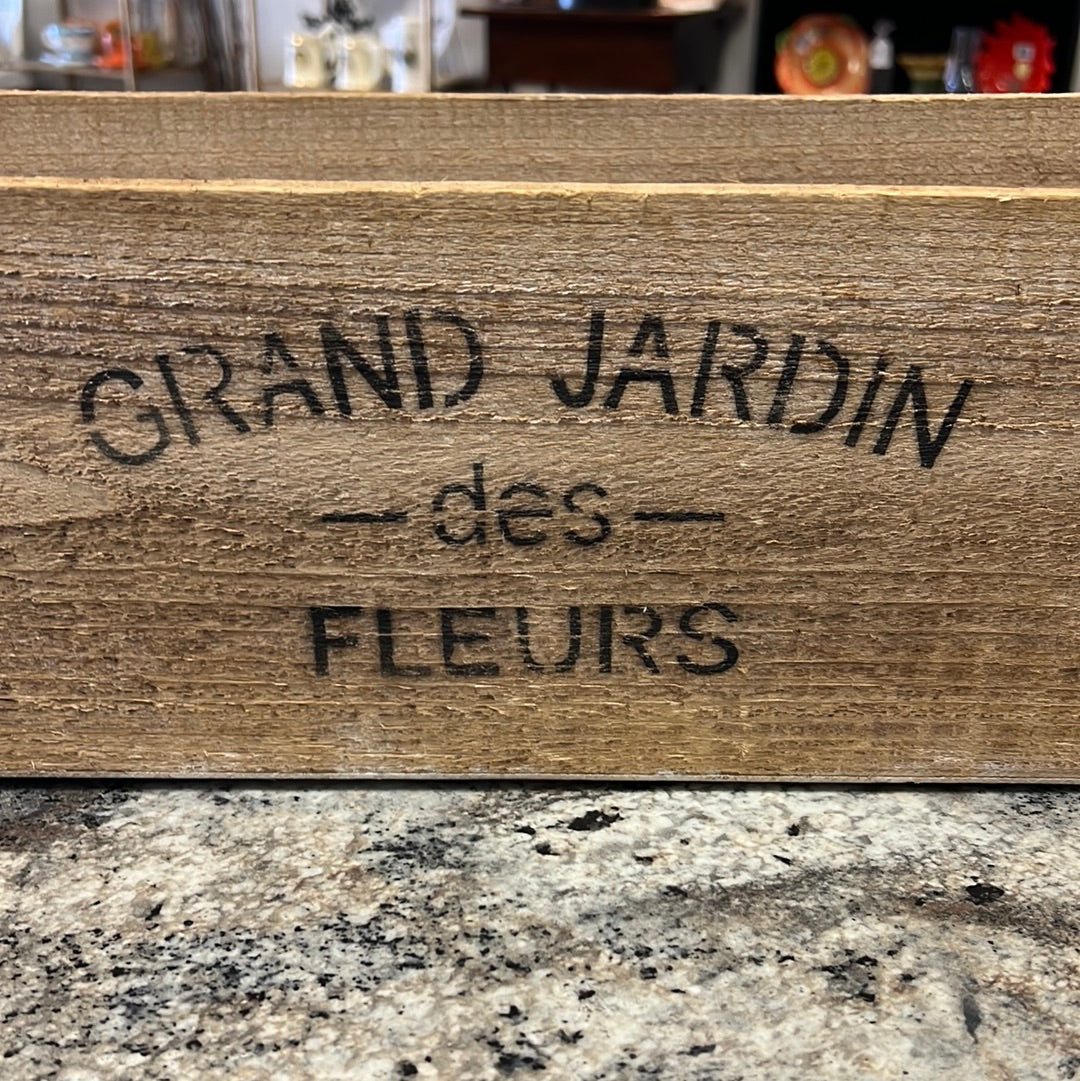 GRAND JARDIN
- des -
FLEURS